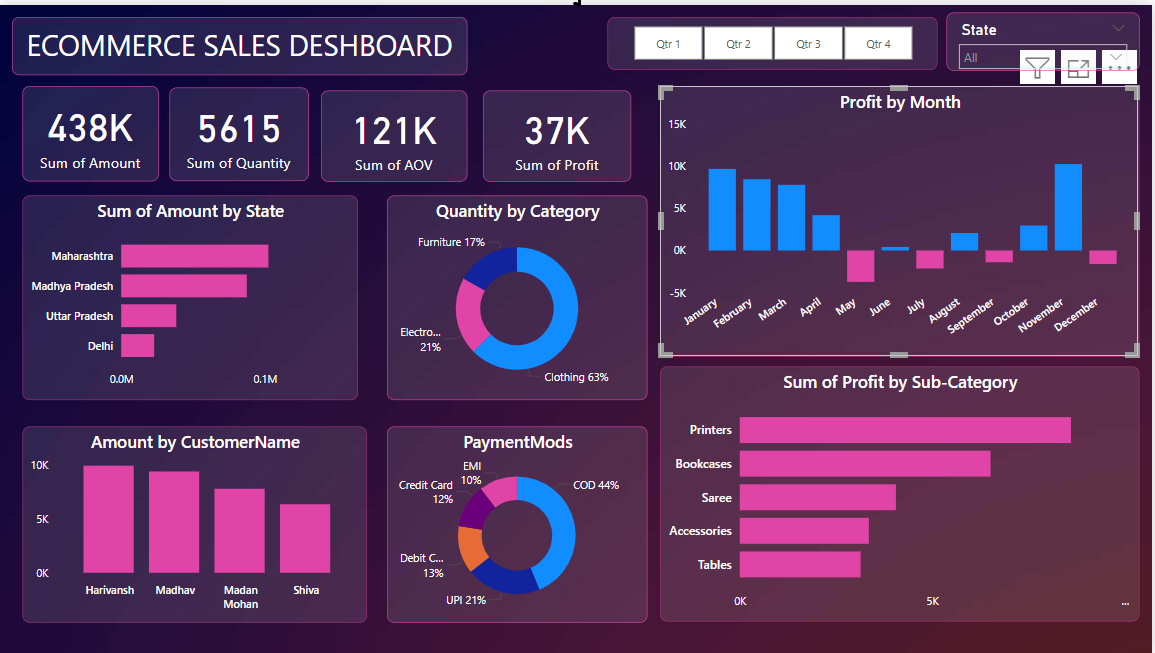 ECOMMERCE SALES DESHBOARD
Qtr 1
Qtr 2
Qtr 3
Qtr 4
State
All
438K
Sum of Amount
5615
Sum of Quantity
121K
Sum of AOV
37K
Sum of Profit
Profit by Month
15K
10K
5K
0K
-5K
January
February
March
April
May
June
July
August
September
October
November
December
Sum of Amount by State
Maharashtra
Madhya Pradesh
Uttar Pradesh
Delhi
0.0M
0.1M
Quantity by Category
Furniture 17%
Electro...
21%
Clothing 63%
Amount by CustomerName
10K
5K
0K
Harivansh
Madhav
Madan
Mohan
Shiva
PaymentMods
EMI
10%
Credit Card
12%
COD 44%
Debit C...
13%
UPI 21%
Sum of Profit by Sub-Category
Printers
Bookcases
Saree
Accessories
Tables
0K
5K
...